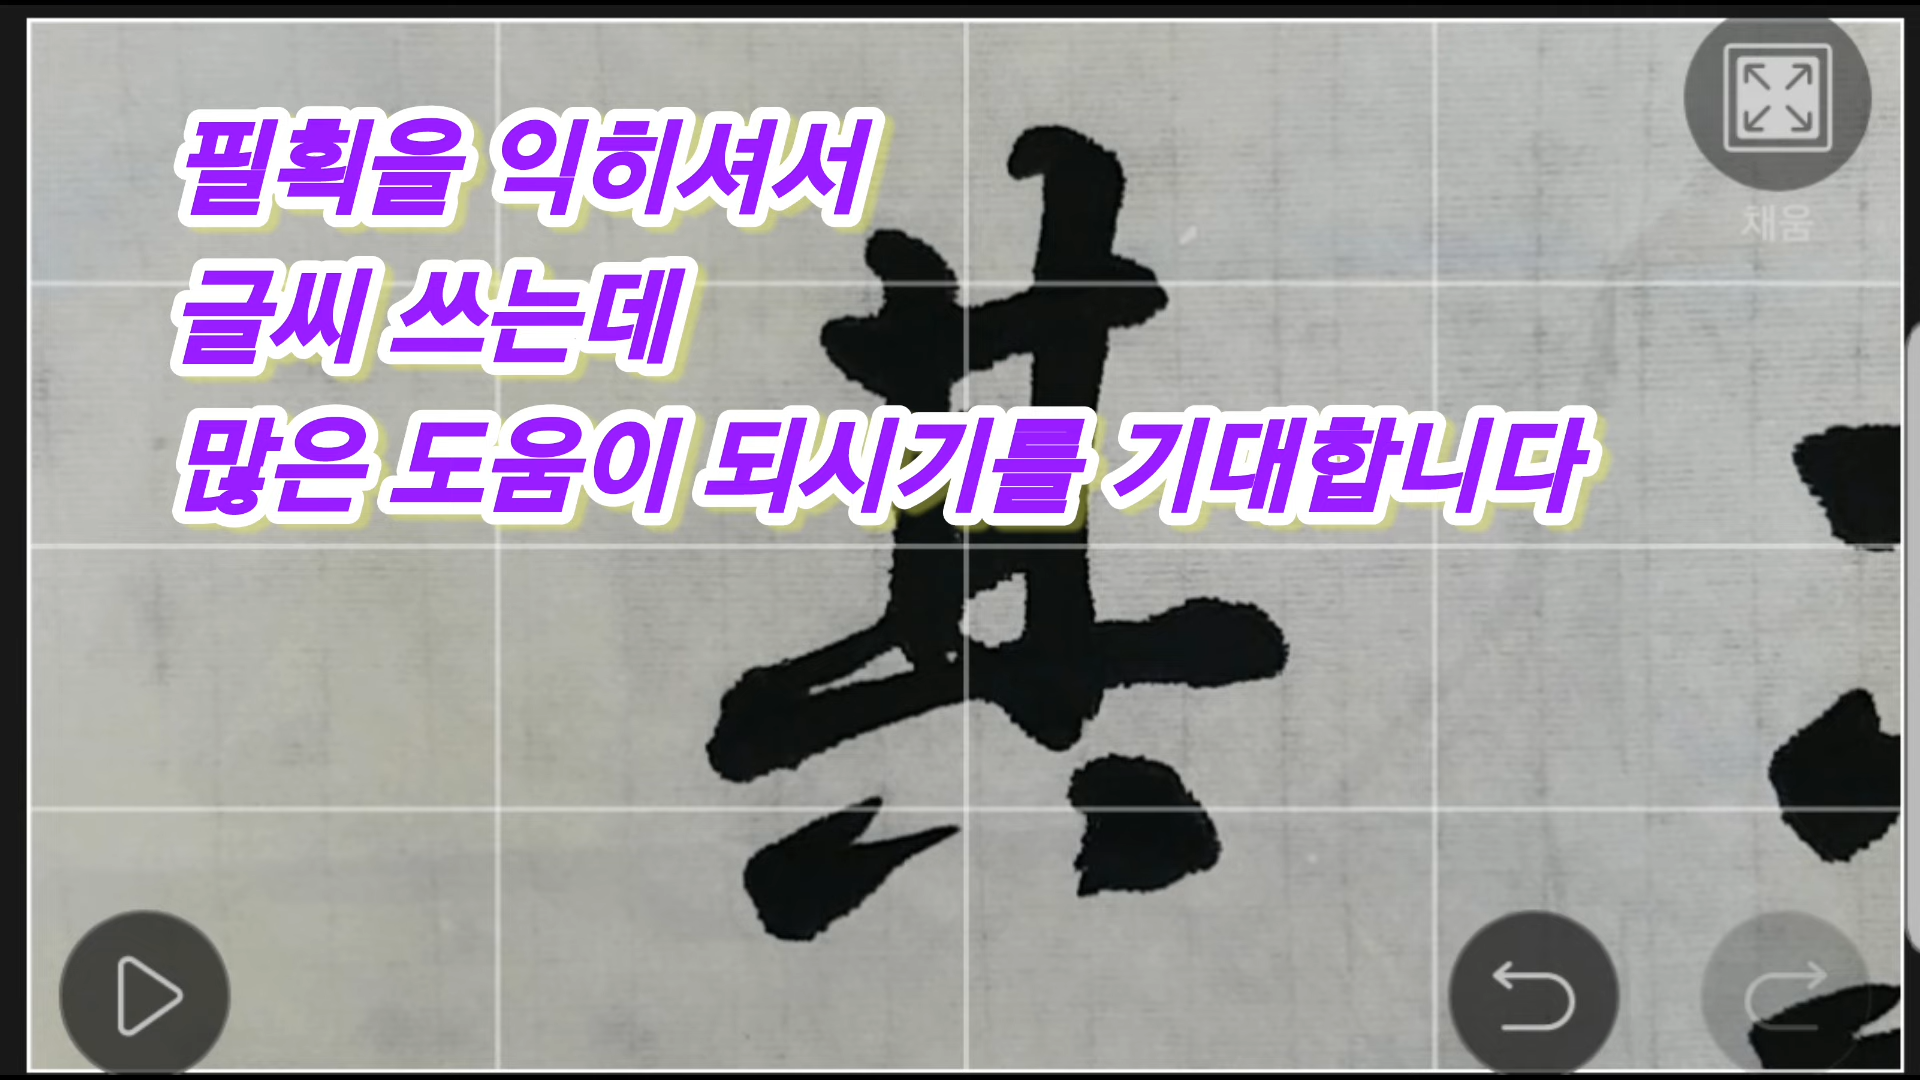 필획을 익히셔서
글씨 쓰는데
많은 도움이 되시기를 기대합니다
共
채움